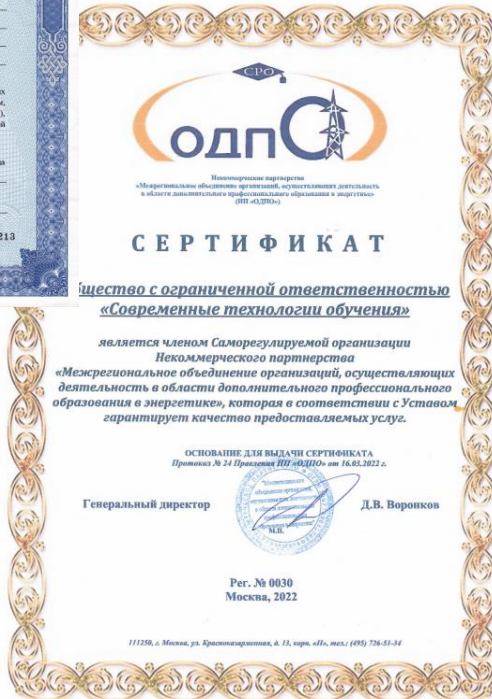 213
СРО
ОДПО
Некоммерческое партнерство
«Межрегиональное объединение организаций, осуществляющих деятельность
в области дополнительного профессионального образования в энергетике»
(НП «ОДПО»)
СЕРТИФИКАТ
щество с ограниченной ответственностью
«Современные технологии обучения»
является членом Саморегулируемой организации
Некоммерческого партнерства
«Межрегиональное объединение организаций, осуществляющих
деятельность в области дополнительного профессионального
образования в энергетике», которая в соответствии с Уставом
гарантирует качество предоставляемых услуг.
ОСНОВАНИЕ ДЛЯ ВЫДАЧИ СЕРТИФИКАТА
Протокол № 24 Правления НП «ОДПО» от 16.03.2022 г.
Генеральный директор
М.П.
Д.В. Воронков
Рег. № 0030
Москва, 2022
111250, г. Москва, ул. Красноказарменная, д. 13, корп. «П», тел.: (495) 726-51-34